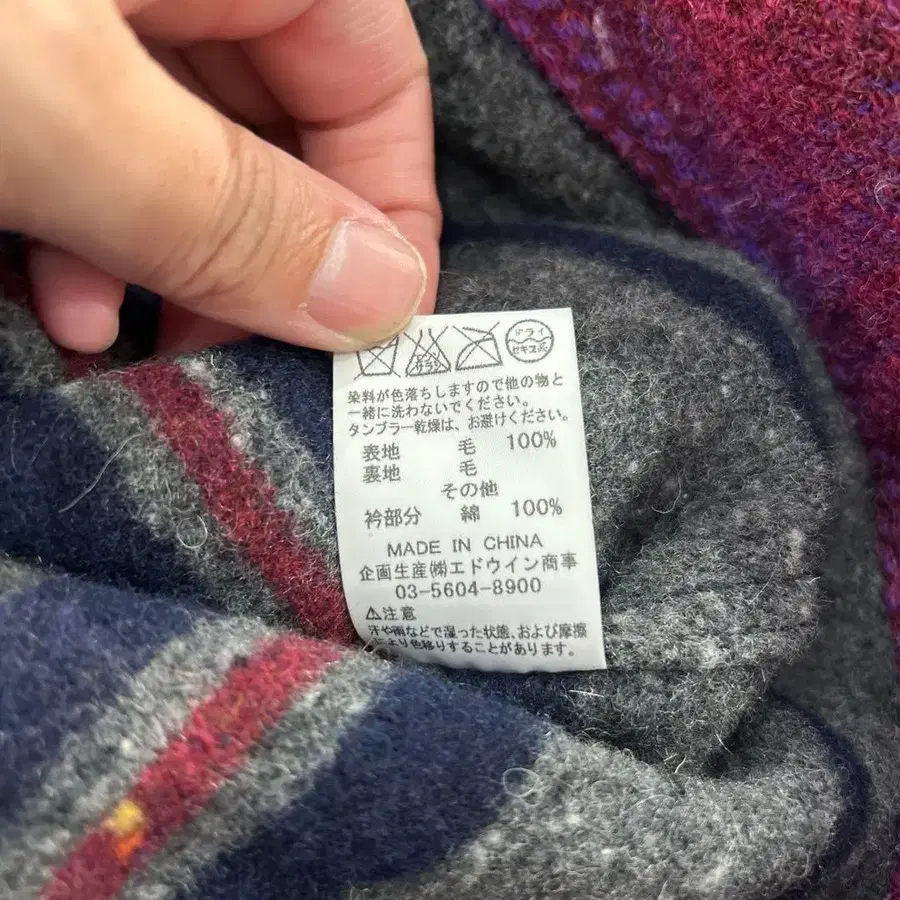 エンソ
サラシ
ドライ
セキユ系
染料が色落ちしますので他の物と
一緒に洗わないでください。
タンブラー乾燥は、お避けください。
表地 毛 100%
裏地 毛
その他
衿部分 綿 100%
MADE IN CHINA
企画生産㈱エドウイン商事
03-5604-8900
⚠注意
汗や雨などで湿った状態、および摩擦
により色移りすることがあります。